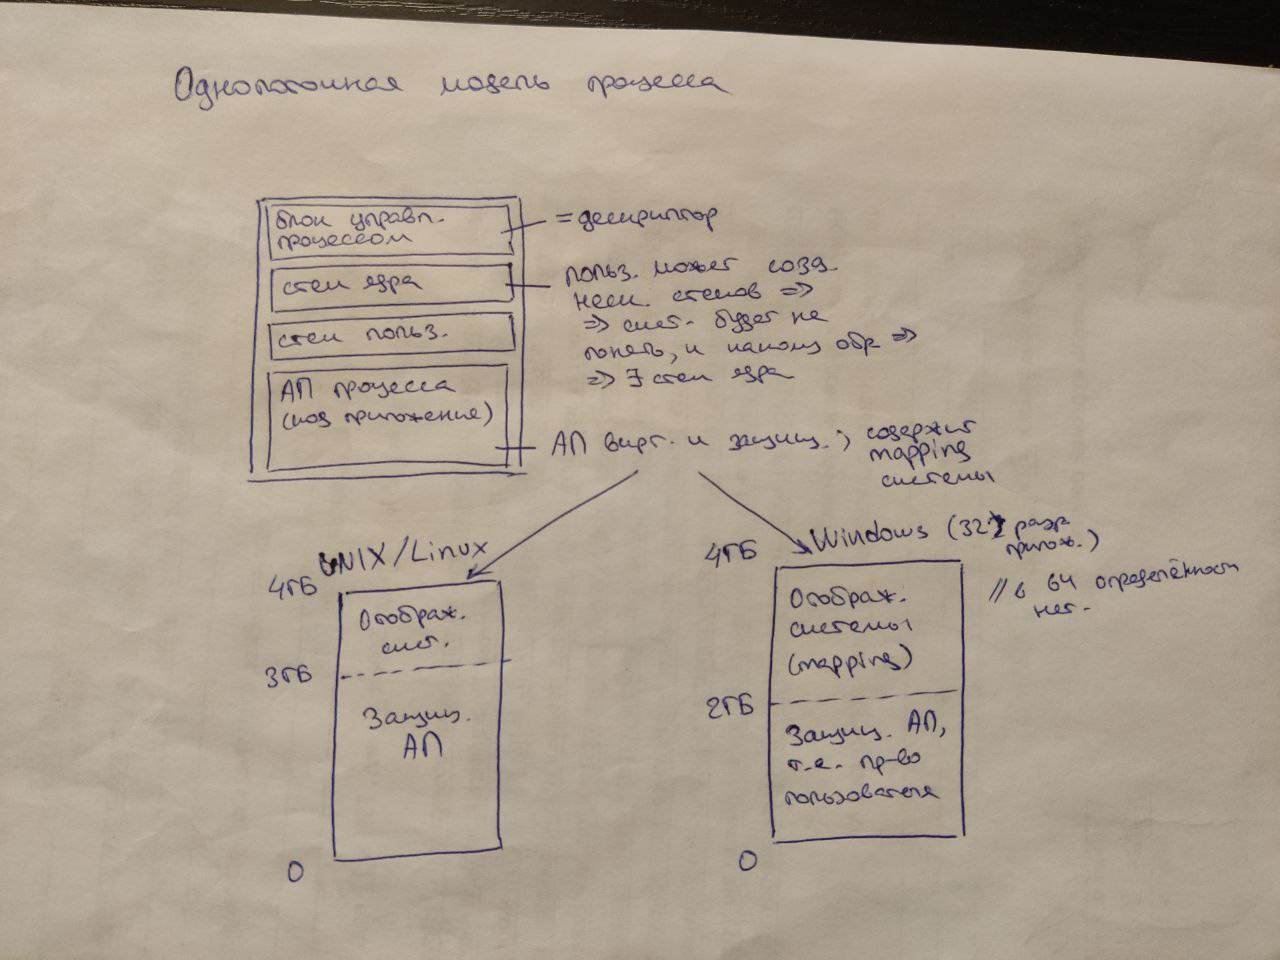 Однопоточная модель процесса
блок управл.
процессом
= дескриптор
стек ядра
польз. может созд.
неск. стеков =>
=> сист. будет не
понять, к какому обр =>
=> ∃ стек ядра
стек польз.
АП процесса
(код приложение)
АП вирт. и защищ.; содержит
mapping
системы
UNIX/Linux
4ГБ
Отображ.
сист.
3ГБ
Защищ.
АП
0
Windows (32х разр
прилож.)
// в 64 определённости
нет.
4ГБ
Отображ.
системы
(mapping)
2ГБ
Защищ. АП,
т.е. пр-во
пользователя
0